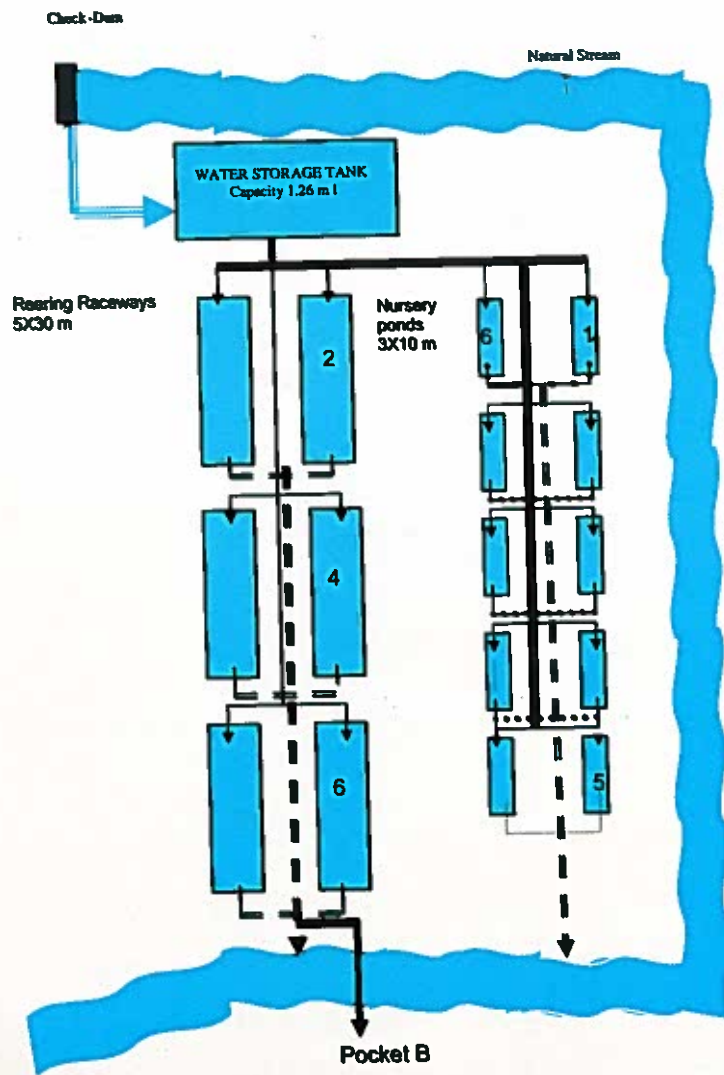 Check-Dam
Natural Stream
WATER STORAGE TANK
Capacity 1.26 m l
Rearing Raceways
5X30 m
Nursery
ponds
3X10 m
2
6
1
4
6
5
Pocket B